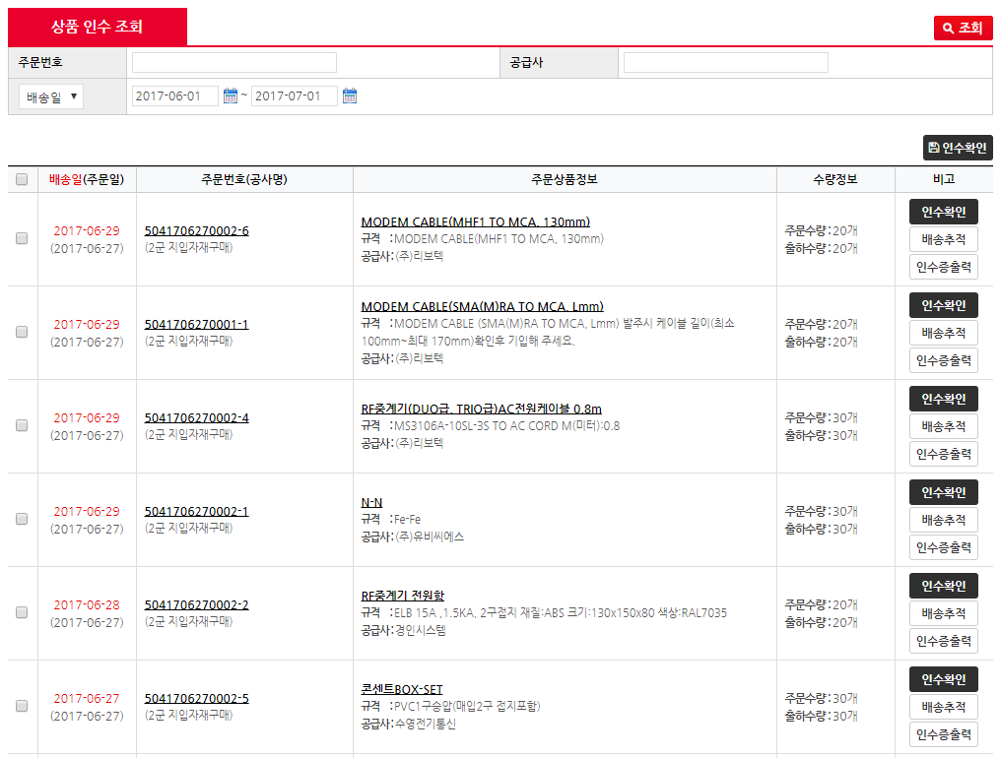 상품 인수 조회
조회
주문번호 공급사
배송일 ▼ 2017-06-01 ~ 2017-07-01
인수확인
배송일(주문일) 주문번호(공사명) 주문상품정보 수량정보 비고
2017-06-29
(2017-06-27)
5041706270002-6
(2군 지입자재구매)
MODEM CABLE(MHF1 TO MCA, 130mm)
규격 :MODEM CABLE(MHF1 TO MCA, 130mm)
공급사:(주)리보텍
주문수량:20개
출하수량:20개
인수확인
배송추적
인수증출력
2017-06-29
(2017-06-27)
5041706270001-1
(2군 지입자재구매)
MODEM CABLE(SMA(M)RA TO MCA, Lmm)
규격 :MODEM CABLE (SMA(M)RA TO MCA, Lmm) 발주시 케이블 길이(최소
100mm~최대 170mm)확인후 기입해 주세요.
공급사:(주)리보텍
주문수량:20개
출하수량:20개
인수확인
배송추적
인수증출력
2017-06-29
(2017-06-27)
5041706270002-4
(2군 지입자재구매)
RF중계기(DUO급, TRIO급)AC전원케이블 0.8m
규격 :MS3106A-10SL-3S TO AC CORD M(미터):0.8
공급사:(주)리보텍
주문수량:30개
출하수량:30개
인수확인
배송추적
인수증출력
2017-06-29
(2017-06-27)
5041706270002-1
(2군 지입자재구매)
N-N
규격 :Fe-Fe
공급사:(주)유비씨에스
주문수량:30개
출하수량:30개
인수확인
배송추적
인수증출력
2017-06-28
(2017-06-27)
5041706270002-2
(2군 지입자재구매)
RF중계기 전원함
규격 :ELB 15A ,1.5KA, 2구접지 재질:ABS 크기:130x150x80 색상:RAL7035
공급사:경인시스템
주문수량:20개
출하수량:20개
인수확인
배송추적
인수증출력
2017-06-27
(2017-06-27)
5041706270002-5
(2군 지입자재구매)
콘센트BOX-SET
규격 :PVC1구승압(매입2구 접지포함)
공급사:수영전기통신
주문수량:30개
출하수량:30개
인수확인
배송추적
인수증출력